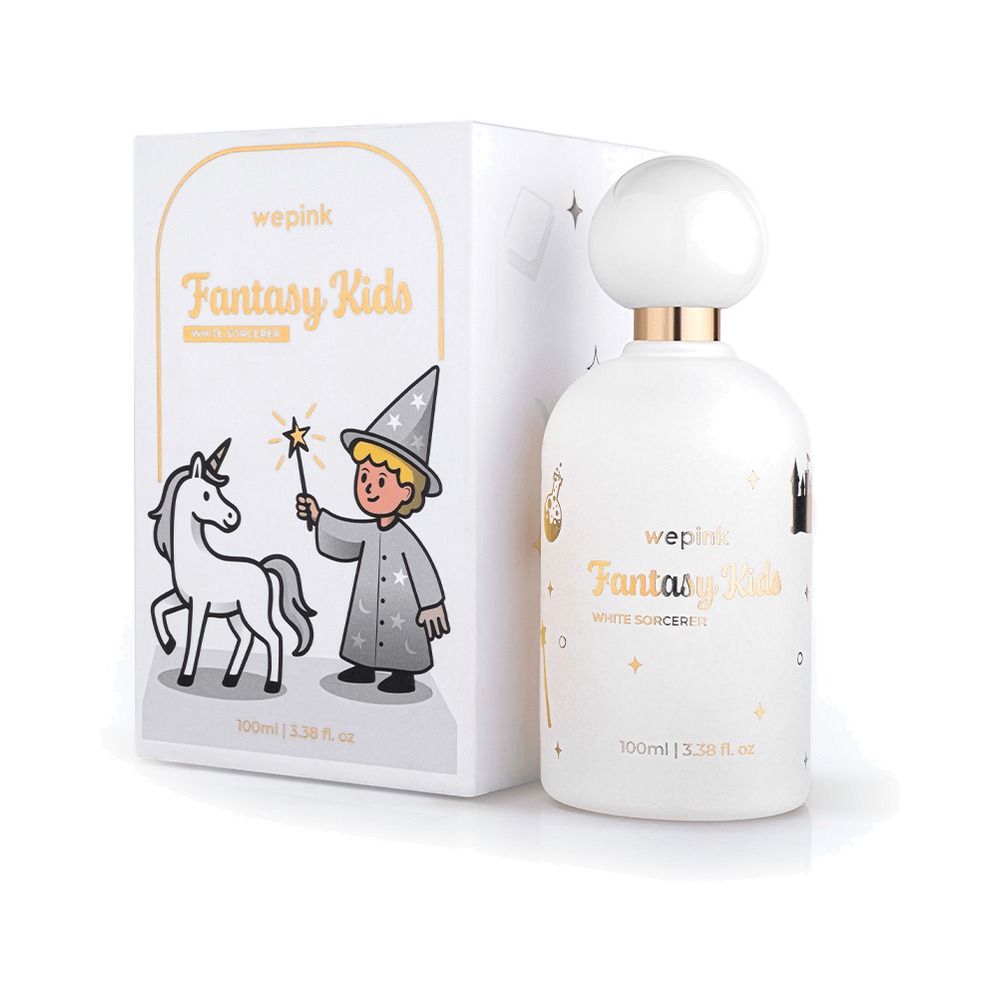 wepink
Fantasy Kids
WHITE SORCERER
100ml | 3.38 fl. oz
wepink
Fantasy Kids
WHITE SORCERER
100ml | 3.38 fl. oz